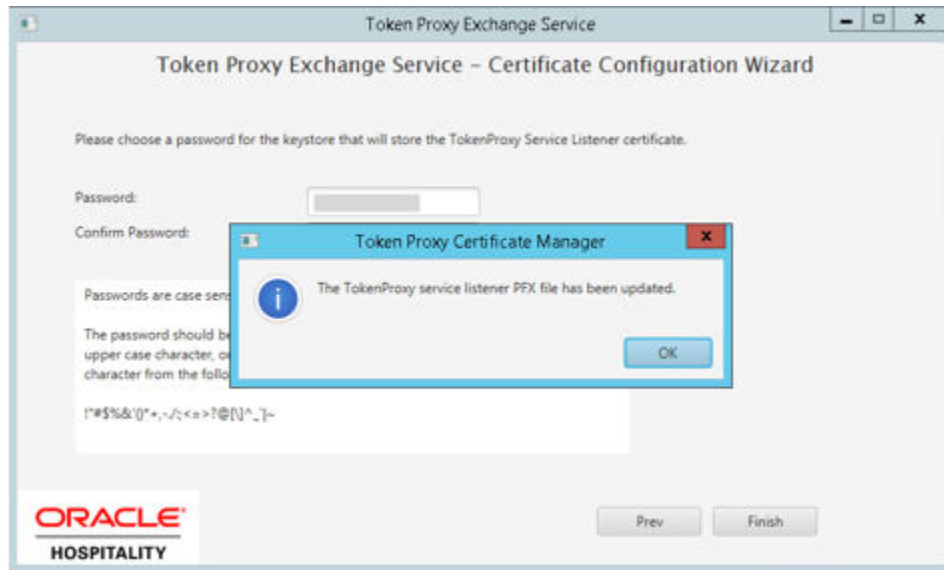 Token Proxy Exchange Service
Token Proxy Exchange Service – Certificate Configuration Wizard
Please choose a password for the keystore that will store the TokenProxy Service Listener certificate.
Password:
Confirm Password:
Token Proxy Certificate Manager
The TokenProxy service listener PFX file has been updated.
OK
Passwords are case sens
The password should be
upper case character, o
character from the follo
!"#$%&'()*+,-./:;<=>?@[\]^_`}~
ORACLE
HOSPITALITY
Prev
Finish